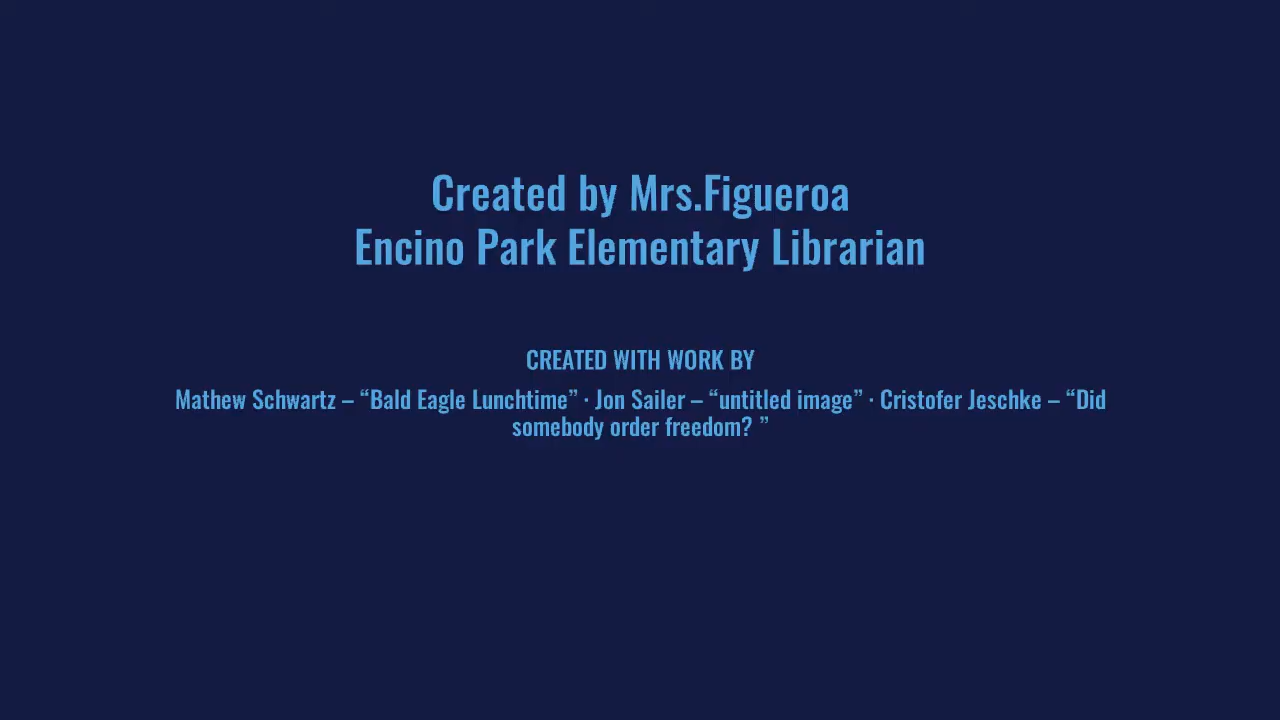 Created by Mrs.Figueroa
Encino Park Elementary Librarian
CREATED WITH WORK BY
Mathew Schwartz – “Bald Eagle Lunchtime” · Jon Sailer – “untitled image” · Cristofer Jeschke – “Did
somebody order freedom? ”